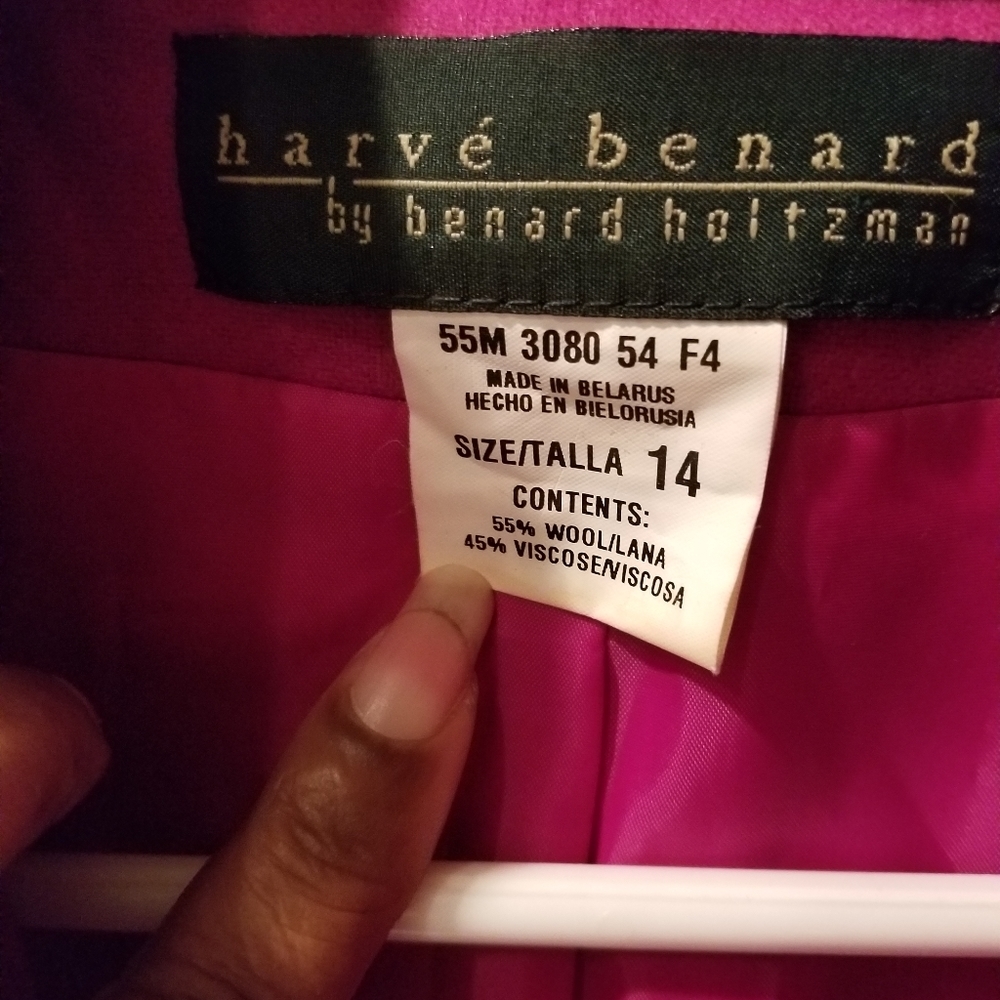 harvé benard
by benard holtzman
55M 3080 54 F4
MADE IN BELARUS
HECHO EN BIELORUSIA
SIZE/TALLA 14
CONTENTS:
55% WOOL/LANA
45% VISCOSE/VISCOSA